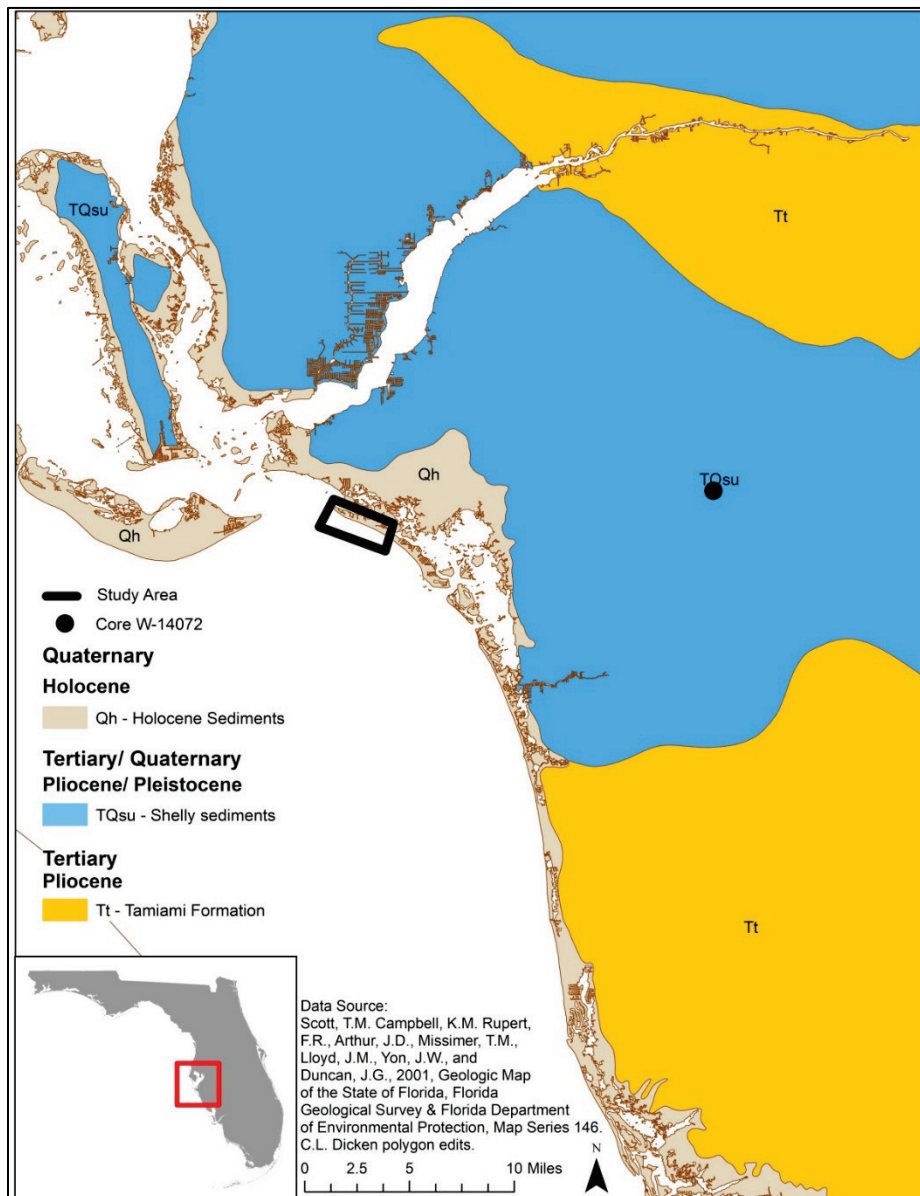 TQsu
Tt
Qh
TQsu
Qh
Study Area
Core W-14072
Quaternary
Holocene
Qh - Holocene Sediments
Tertiary/ Quaternary
Pliocene/ Pleistocene
TQsu - Shelly sediments
Tertiary
Pliocene
Tt - Tamiami Formation
Tt
Data Source:
Scott, T.M. Campbell, K.M. Rupert,
F.R., Arthur, J.D., Missimer, T.M.,
Lloyd, J.M., Yon, J.W., and
Duncan, J.G., 2001, Geologic Map
of the State of Florida, Florida
Geological Survey & Florida Department
of Environmental Protection, Map Series 146.
C.L. Dicken polygon edits.
N
0 2.5 5 10 Miles